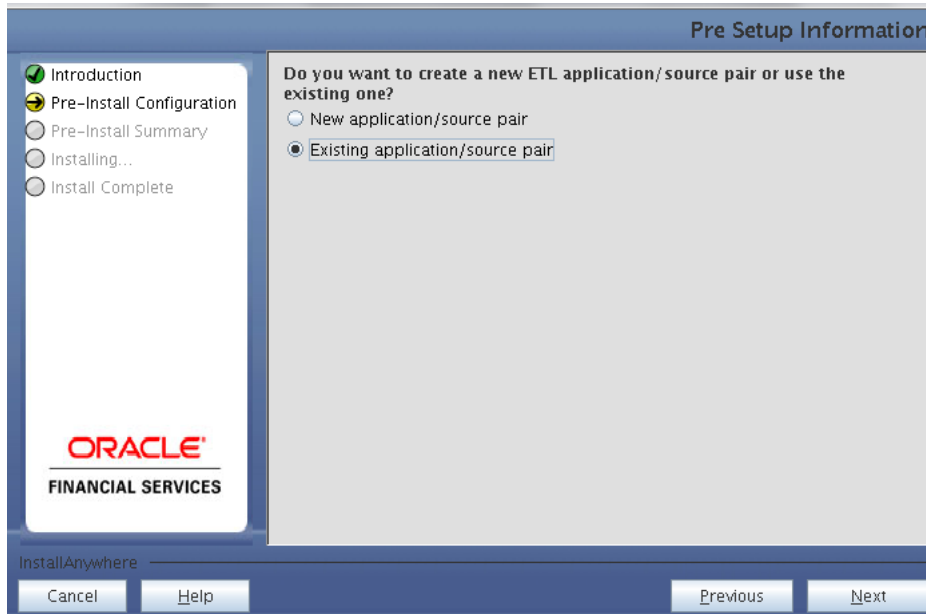 Pre Setup Information
Introduction
Pre-Install Configuration
Pre-Install Summary
Installing...
Install Complete
Do you want to create a new ETL application/source pair or use the
existing one?
New application/source pair
Existing application/source pair
ORACLE
FINANCIAL SERVICES
InstallAnywhere
Cancel
Help
Previous
Next